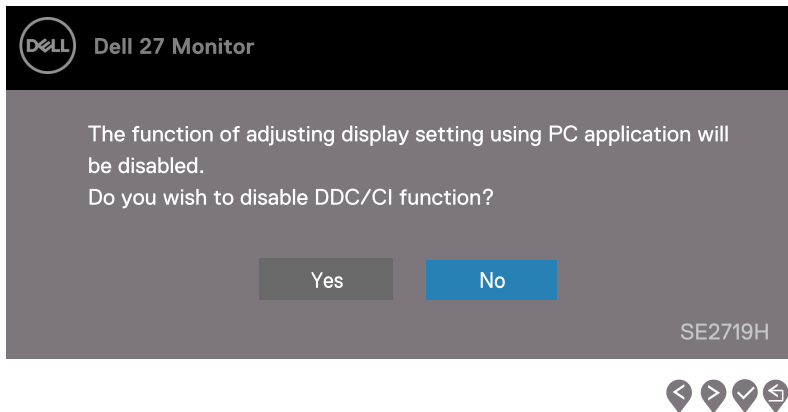 DELL
Dell 27 Monitor
The function of adjusting display setting using PC application will
be disabled.
Do you wish to disable DDC/CI function?
Yes
No
SE2719H